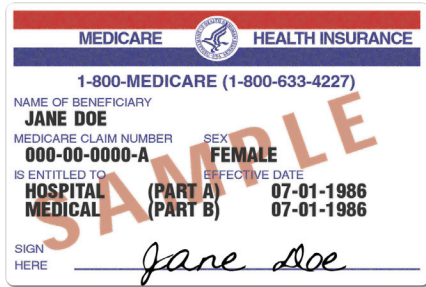 MEDICARE HEALTH INSURANCE
1-800-MEDICARE (1-800-633-4227)
NAME OF BENEFICIARY
JANE DOE
MEDICARE CLAIM NUMBER SEX
000-00-0000-A FEMALE
IS ENTITLED TO EFFECTIVE DATE
HOSPITAL (PART A) 07-01-1986
MEDICAL (PART B) 07-01-1986
SIGN
HERE Jane Doe
SAMPLE